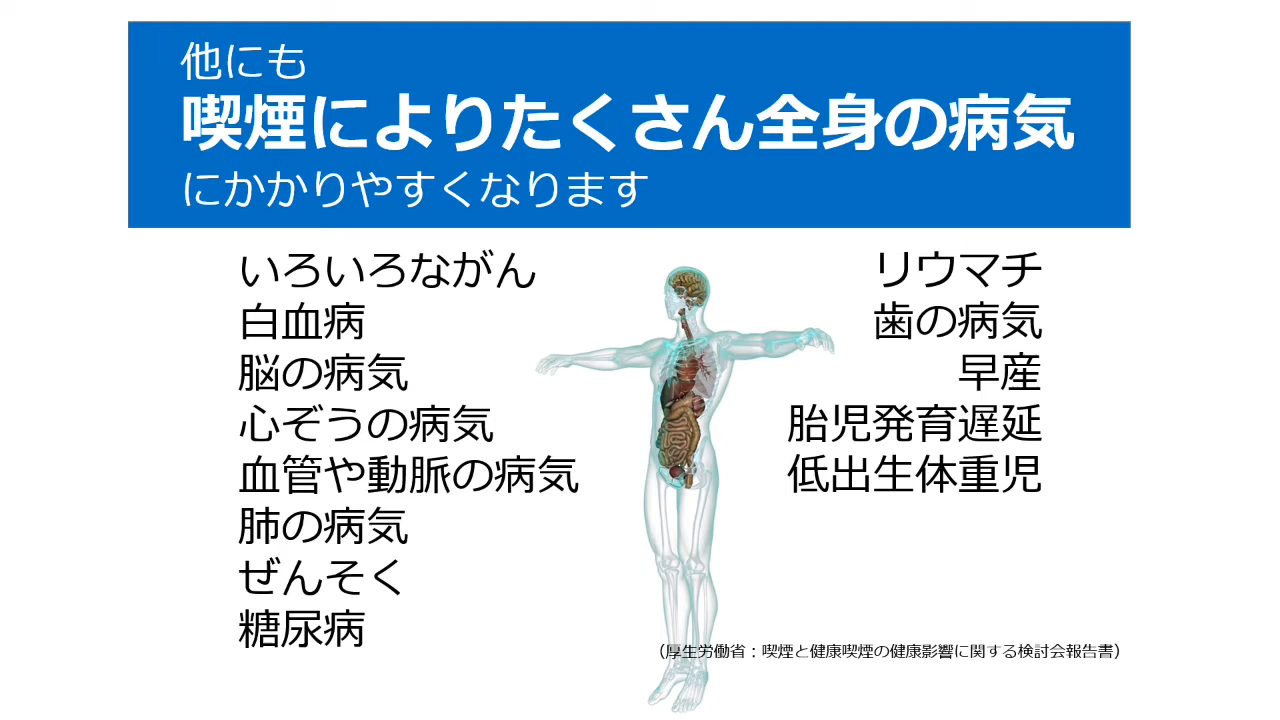 他にも
喫煙によりたくさん全身の病気
にかかりやすくなります
いろいろながん
白血病
脳の病気
心ぞうの病気
血管や動脈の病気
肺の病気
ぜんそく
糖尿病
リウマチ
歯の病気
早産
胎児発育遅延
低出生体重児
（厚生労働省：喫煙と健康喫煙の健康影響に関する検討会報告書）